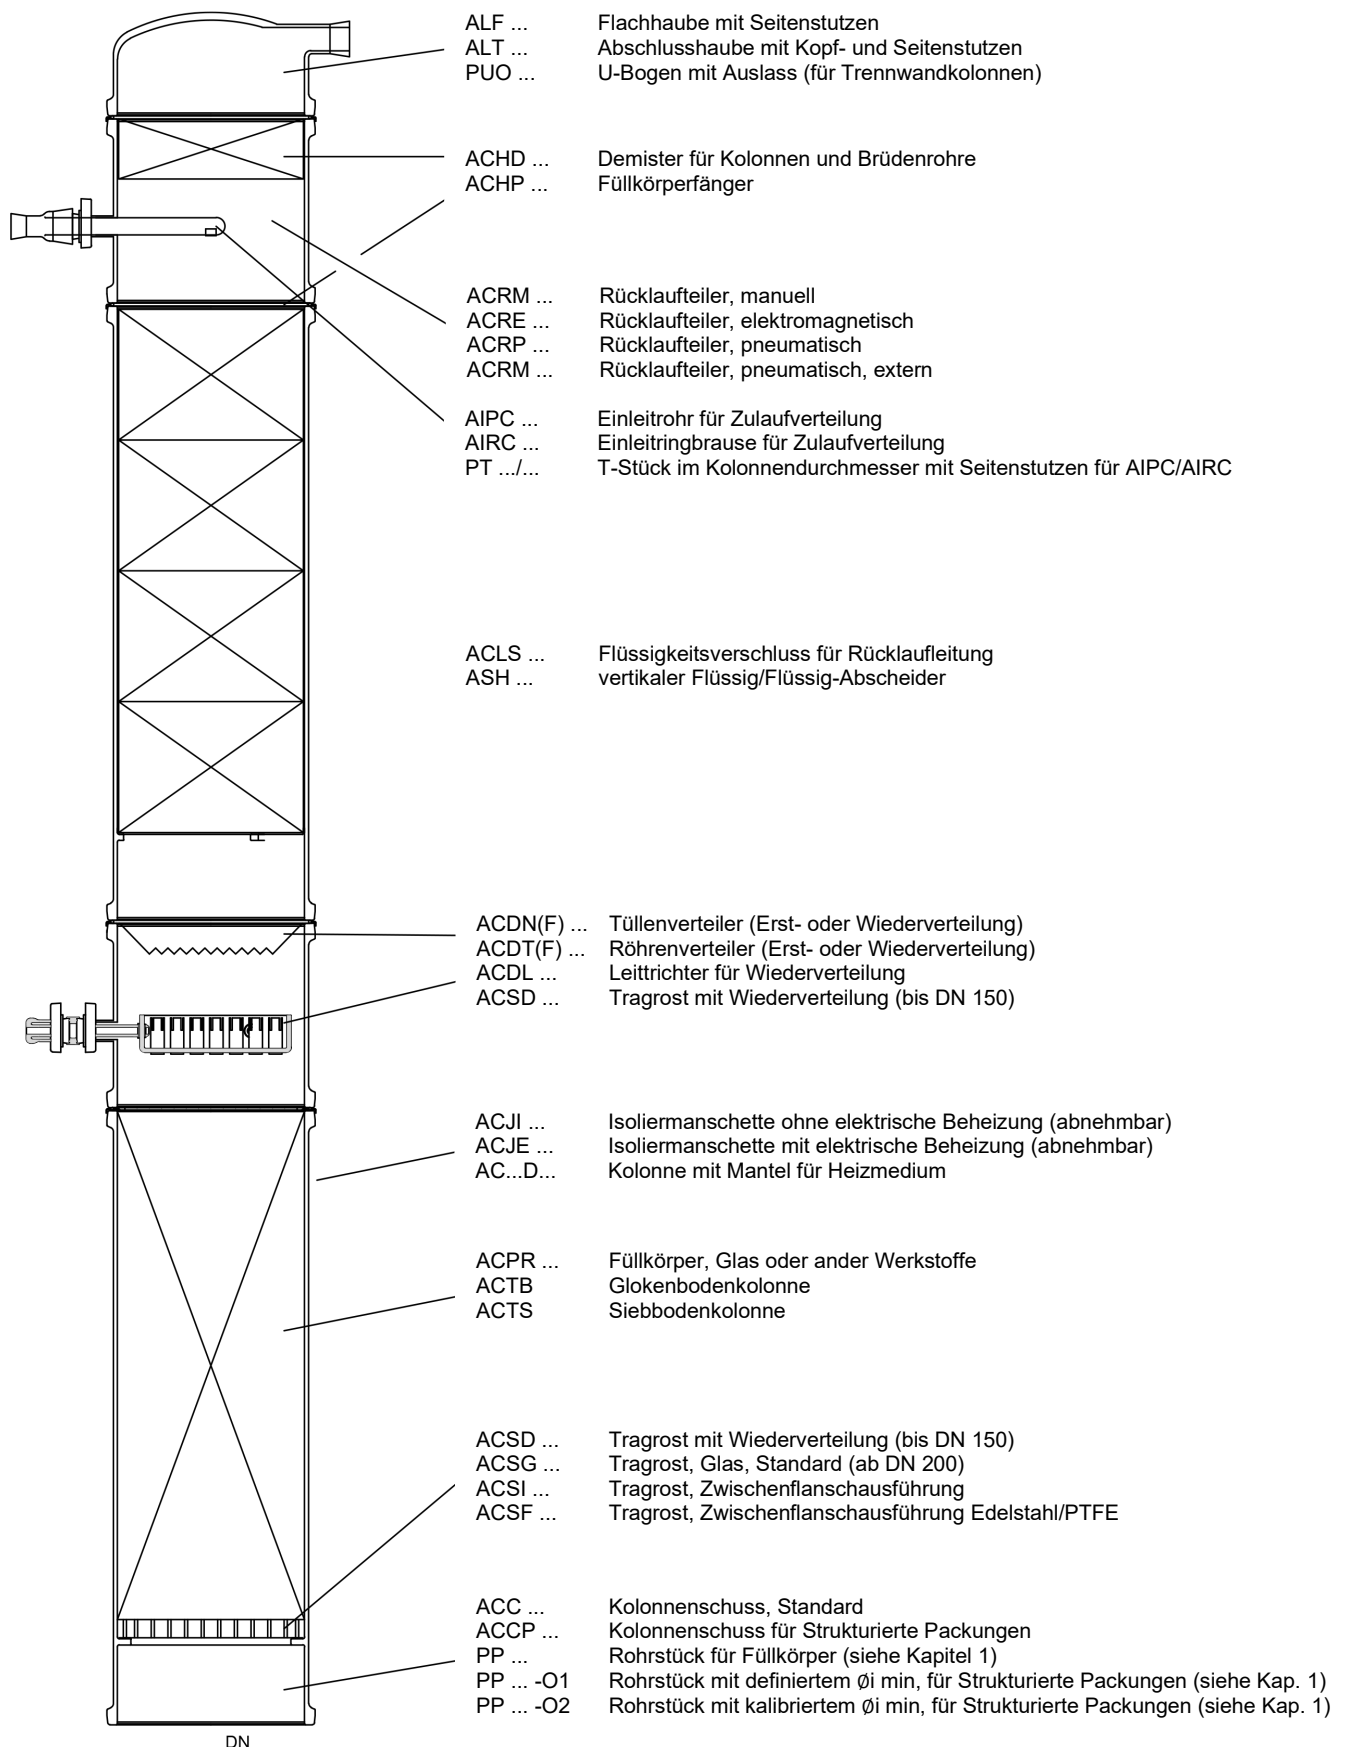 ALF ... Flachhaube mit Seitenstutzen
ALT ... Abschlusshaube mit Kopf- und Seitenstutzen
PUO ... U-Bogen mit Auslass (für Trennwandkolonnen)
ACHD ... Demister für Kolonnen und Brüdenrohre
ACHP ... Füllkörperfänger
ACRM ... Rücklaufteiler, manuell
ACRE ... Rücklaufteiler, elektromagnetisch
ACRP ... Rücklaufteiler, pneumatisch
ACRM ... Rücklaufteiler, pneumatisch, extern
AIPC ... Einleitrohr für Zulaufverteilung
AIRC ... Einleitringbrause für Zulaufverteilung
PT .../... T-Stück im Kolonnendurchmesser mit Seitenstutzen für AIPC/AIRC
ACLS ... Flüssigkeitsverschluss für Rücklaufleitung
ASH ... vertikaler Flüssig/Flüssig-Abscheider
ACDN(F) ... Tüllenverteiler (Erst- oder Wiederverteilung)
ACDT(F) ... Röhrenverteiler (Erst- oder Wiederverteilung)
ACDL ... Leittrichter für Wiederverteilung
ACSD ... Tragrost mit Wiederverteilung (bis DN 150)
ACJI ... Isoliermanschette ohne elektrische Beheizung (abnehmbar)
ACJE ... Isoliermanschette mit elektrische Beheizung (abnehmbar)
AC...D... Kolonne mit Mantel für Heizmedium
ACPR ... Füllkörper, Glas oder ander Werkstoffe
ACTB Glokenbodenkolonne
ACTS Siebbodenkolonne
ACSD ... Tragrost mit Wiederverteilung (bis DN 150)
ACSG ... Tragrost, Glas, Standard (ab DN 200)
ACSI ... Tragrost, Zwischenflanschausführung
ACSF ... Tragrost, Zwischenflanschausführung Edelstahl/PTFE
ACC ... Kolonnenschuss, Standard
ACCP ... Kolonnenschuss für Strukturierte Packungen
PP ... Rohrstück für Füllkörper (siehe Kapitel 1)
PP ... -O1 Rohrstück mit definiertem Øi min, für Strukturierte Packungen (siehe Kap. 1)
PP ... -O2 Rohrstück mit kalibriertem Øi min, für Strukturierte Packungen (siehe Kap. 1)
DN